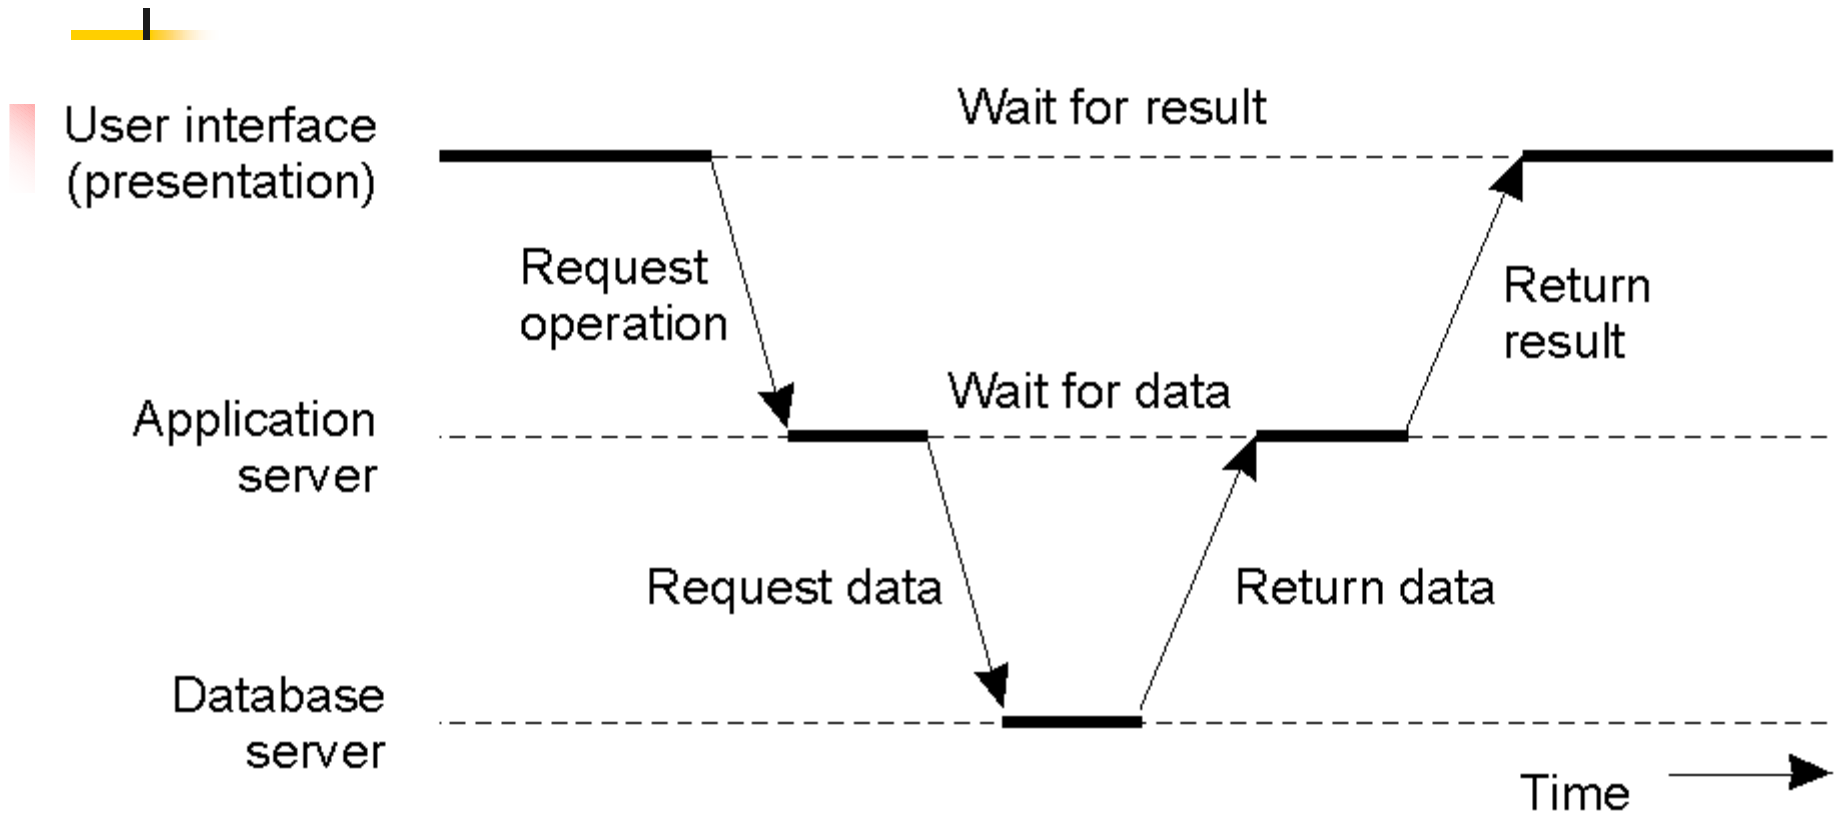 Wait for result
User interface
(presentation)
Request
operation
Return
result
Wait for data
Application
server
Request data
Return data
Database
server
Time